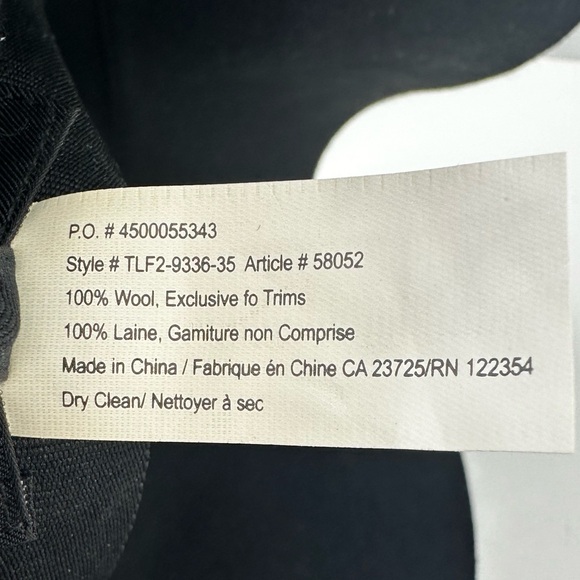 P.O. # 4500055343
Style # TLF2-9336-35 Article # 58052
100% Wool, Exclusive fo Trims
100% Laine, Gamiture non Comprise
Made in China / Fabrique én Chine CA 23725/RN 122354
Dry Clean/ Nettoyer à sec